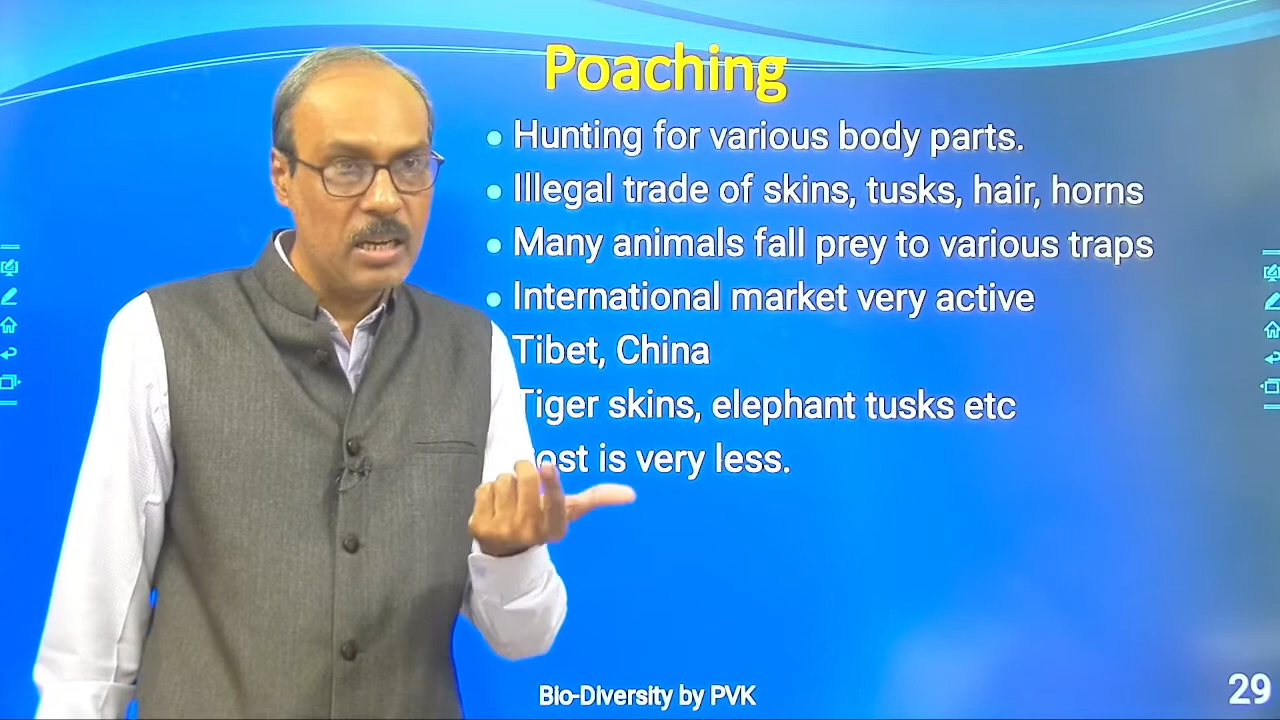 Poaching
Hunting for various body parts.
Illegal trade of skins, tusks, hair, horns
Many animals fall prey to various traps
International market very active
Tibet, China
Tiger skins, elephant tusks etc
is very less.
Bio-Diversity by PVK
29